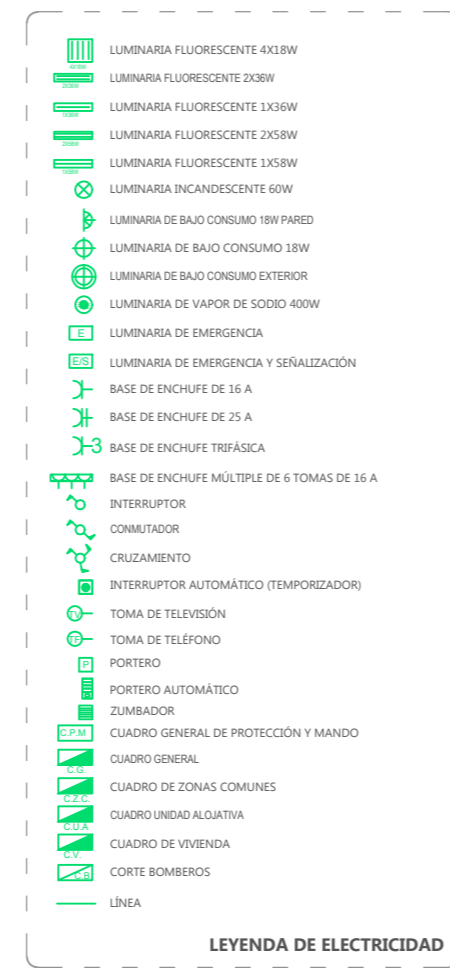 LUMINARIA FLUORESCENTE 4X18W
4X18W
LUMINARIA FLUORESCENTE 2X36W
2X36W
LUMINARIA FLUORESCENTE 1X36W
1X36W
LUMINARIA FLUORESCENTE 2X58W
2X58W
LUMINARIA FLUORESCENTE 1X58W
1X58W
LUMINARIA INCANDESCENTE 60W
LUMINARIA DE BAJO CONSUMO 18W PARED
LUMINARIA DE BAJO CONSUMO 18W
LUMINARIA DE BAJO CONSUMO EXTERIOR
LUMINARIA DE VAPOR DE SODIO 400W
E LUMINARIA DE EMERGENCIA
E/S LUMINARIA DE EMERGENCIA Y SEÑALIZACIÓN
BASE DE ENCHUFE DE 16 A
BASE DE ENCHUFE DE 25 A
3 BASE DE ENCHUFE TRIFÁSICA
BASE DE ENCHUFE MÚLTIPLE DE 6 TOMAS DE 16 A
INTERRUPTOR
CONMUTADOR
CRUZAMIENTO
INTERRUPTOR AUTOMÁTICO (TEMPORIZADOR)
TV TOMA DE TELEVISIÓN
TF TOMA DE TELÉFONO
P PORTERO
PORTERO AUTOMÁTICO
ZUMBADOR
C.P.M CUADRO GENERAL DE PROTECCIÓN Y MANDO
CUADRO GENERAL
C.G.
CUADRO DE ZONAS COMUNES
C.Z.C.
CUADRO UNIDAD ALOJATIVA
C.U.A
CUADRO DE VIVIENDA
C.V.
C.B CORTE BOMBEROS
LÍNEA
LEYENDA DE ELECTRICIDAD